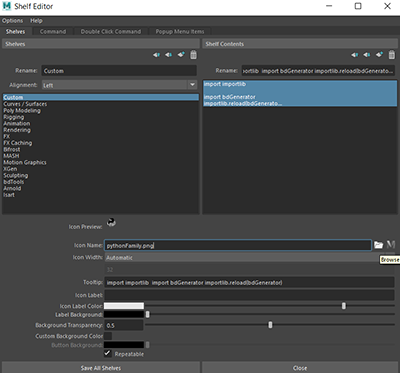 Shelf Editor
Options Help
Shelves Command Double Click Command Popup Menu Items
Shelves
Shelf Contents
Rename: Custom
Rename: iortlib import bdGenerator importlib.reload(bdGenerato...
Alignment: Left
Custom
Curves / Surfaces
Poly Modeling
Rigging
Animation
Rendering
FX
FX Caching
Bifrost
MASH
Motion Graphics
XGen
Sculpting
bdTools
Arnold
Isart
import importlib
import bdGenerator
importlib.reload(bdGenerato...
Icon Preview:
Icon Name: pythonFamily.png
Browse
Icon Width: Automatic
35
Tooltip: import importlib import bdGenerator importlib.reload(bdGenerator)
Icon Label:
Icon Label Color:
Label Background:
Background Transparency: 0.5
Custom Background Color
Button Background:
Repeatable
Save All Shelves Close